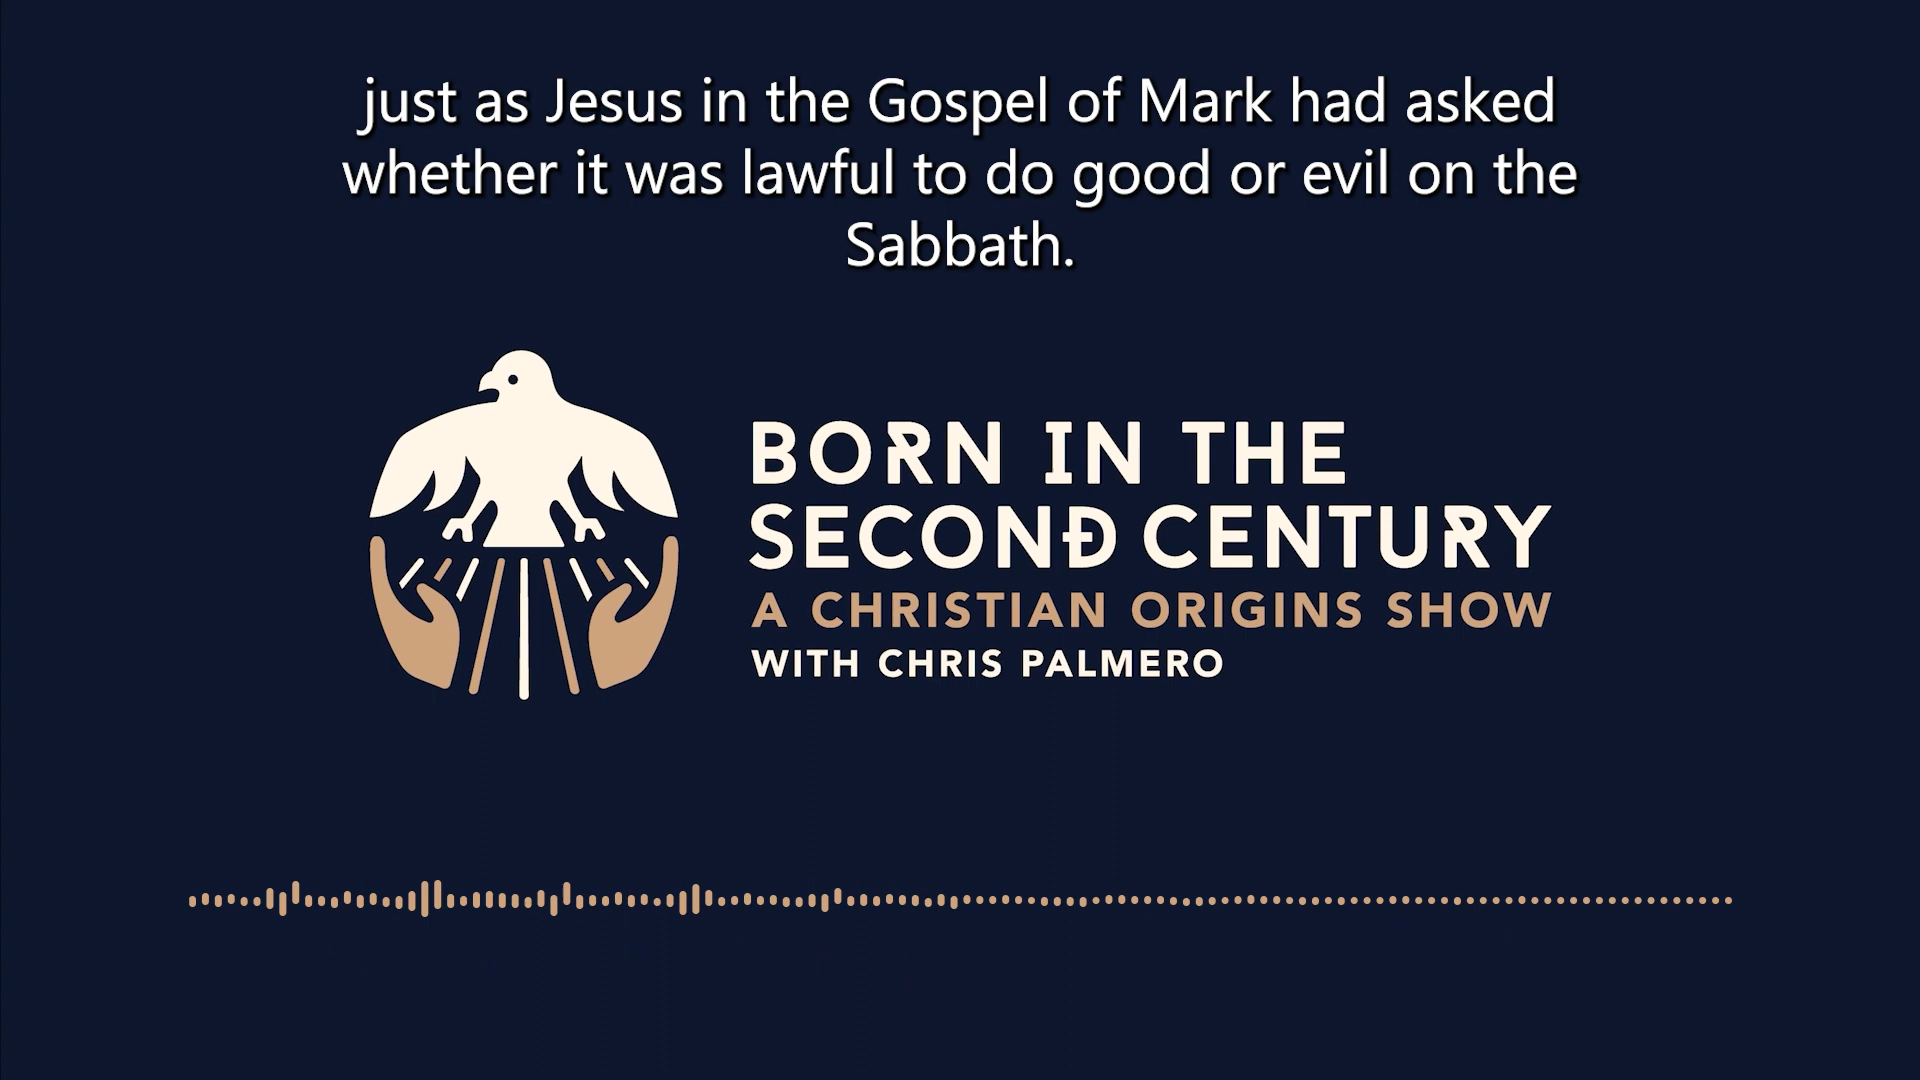 just as Jesus in the Gospel of Mark had asked
whether it was lawful to do good or evil on the
Sabbath.
BORN IN THE
SECOND CENTURY
A CHRISTIAN ORIGINS SHOW
WITH CHRIS PALMERO